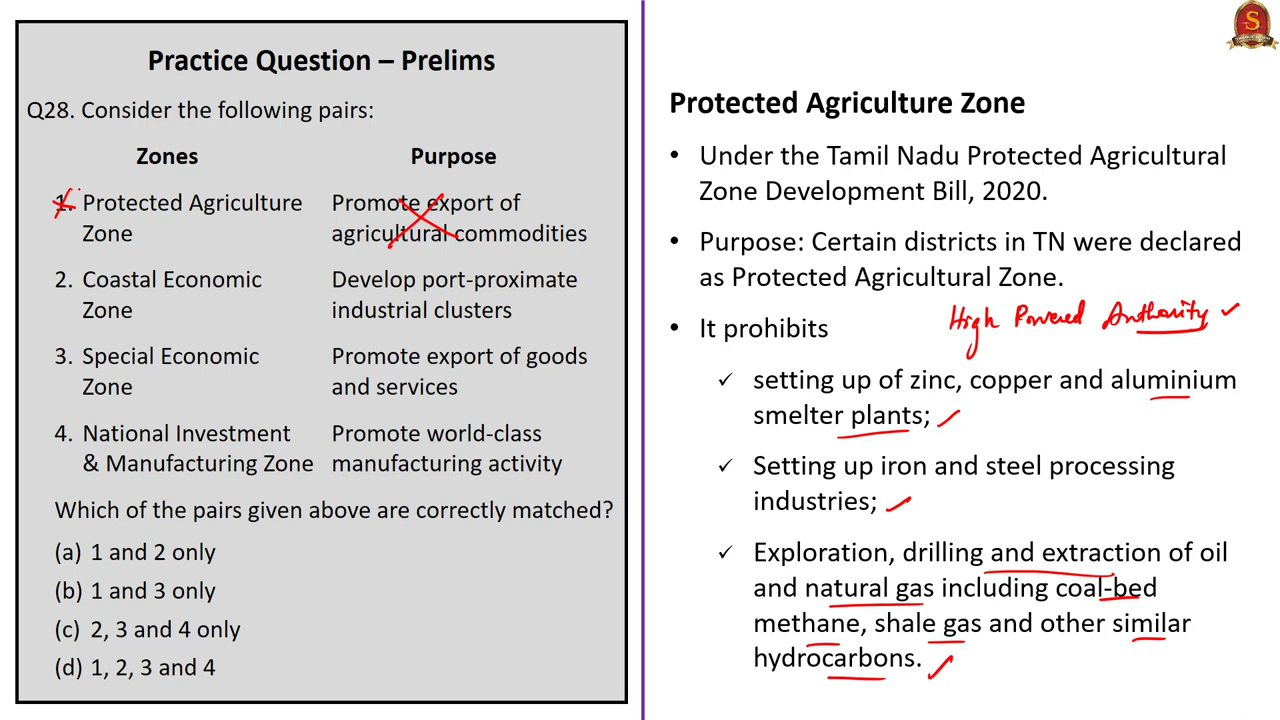 Practice Question – Prelims
Q28. Consider the following pairs:
Zones Purpose
1. Protected Agriculture Promote export of
Zone agricultural commodities
2. Coastal Economic Develop port-proximate
Zone industrial clusters
3. Special Economic Promote export of goods
Zone and services
4. National Investment Promote world-class
& Manufacturing Zone manufacturing activity
Which of the pairs given above are correctly matched?
(a) 1 and 2 only
(b) 1 and 3 only
(c) 2, 3 and 4 only
(d) 1, 2, 3 and 4
S
Protected Agriculture Zone
• Under the Tamil Nadu Protected Agricultural
Zone Development Bill, 2020.
• Purpose: Certain districts in TN were declared
as Protected Agricultural Zone.
High Powered Authority ✓
• It prohibits
✓ setting up of zinc, copper and aluminium
smelter plants;
✓ Setting up iron and steel processing
industries;
✓ Exploration, drilling and extraction of oil
and natural gas including coal-bed
methane, shale gas and other similar
hydrocarbons.